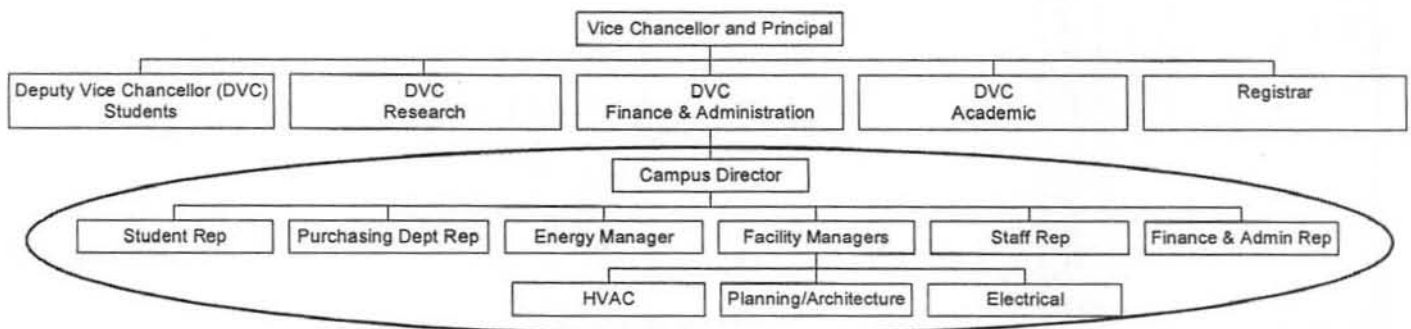 Vice Chancellor and Principal
Deputy Vice Chancellor (DVC)
Students
DVC
Research
DVC
Finance & Administration
DVC
Academic
Registrar
Campus Director
Student Rep
Purchasing Dept Rep
Energy Manager
Facility Managers
Staff Rep
Finance & Admin Rep
HVAC
Planning/Architecture
Electrical